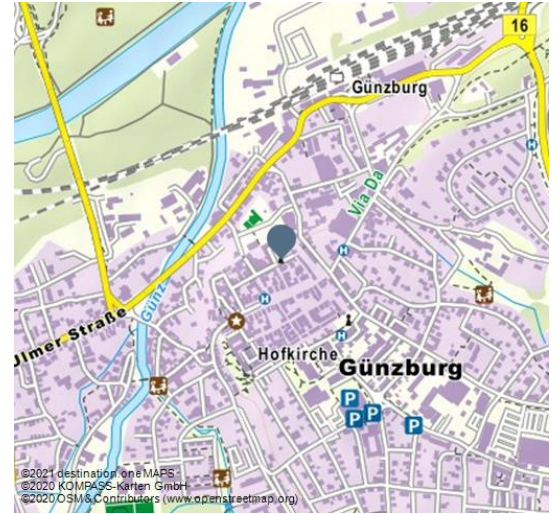 16
Günzburg
Via Da
Günz
Ulmer Straße
H
H
H
H
Hofkirche
Günzburg
P
P
P
P
©2021 destination.one MAPS
©2020 KOMPASS-Karten GmbH
©2020 OSM & Contributors (www.openstreetmap.org)